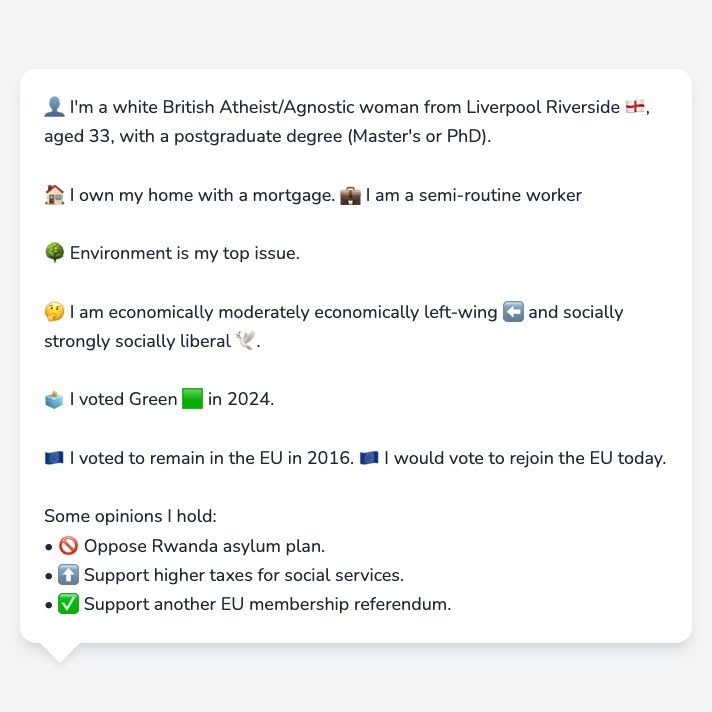 👤 I'm a white British Atheist/Agnostic woman from Liverpool Riverside 🏴󠁧󠁢󠁥󠁮󠁧󠁿,
aged 33, with a postgraduate degree (Master's or PhD).
🏠 I own my home with a mortgage. 💼 I am a semi-routine worker
🌳 Environment is my top issue.
🤔 I am economically moderately economically left-wing ⬅️ and socially
strongly socially liberal 🕊️.
🗳️ I voted Green 🟩 in 2024.
🇪🇺 I voted to remain in the EU in 2016. 🇪🇺 I would vote to rejoin the EU today.
Some opinions I hold:
• 🚫 Oppose Rwanda asylum plan.
• ⬆️ Support higher taxes for social services.
• ✅ Support another EU membership referendum.